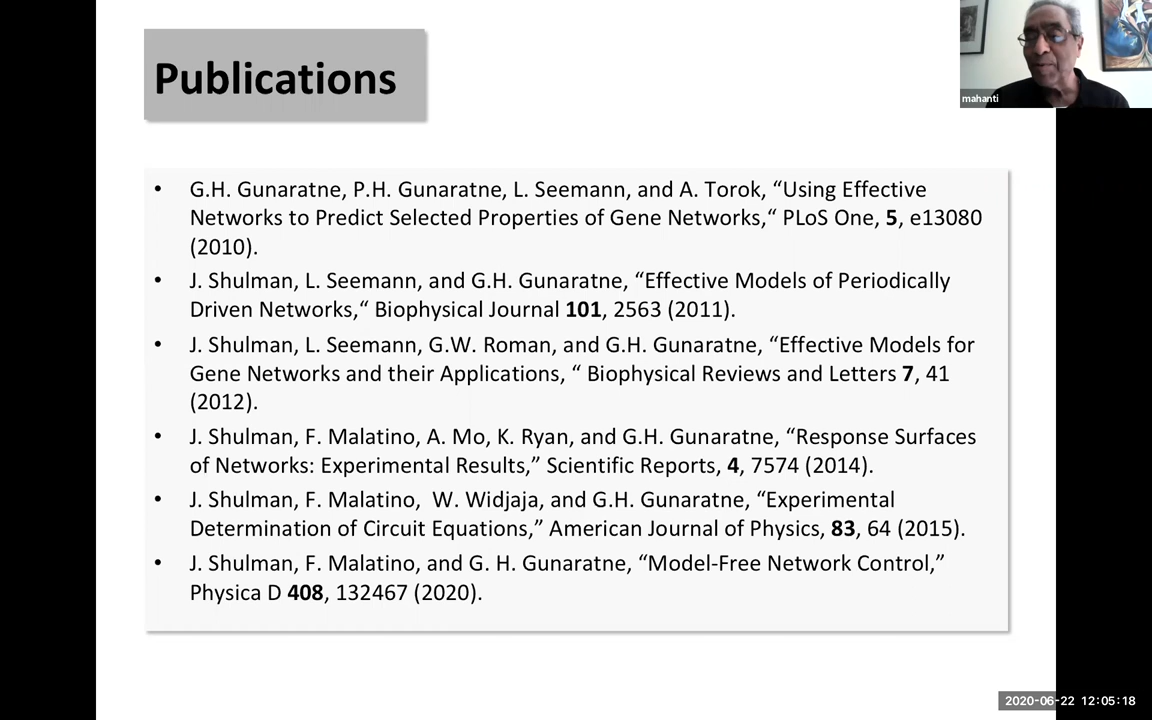 Publications
mahanti
• G.H. Gunaratne, P.H. Gunaratne, L. Seemann, and A. Torok, “Using Effective
Networks to Predict Selected Properties of Gene Networks,“ PLoS One, 5, e13080
(2010).
• J. Shulman, L. Seemann, and G.H. Gunaratne, “Effective Models of Periodically
Driven Networks,“ Biophysical Journal 101, 2563 (2011).
• J. Shulman, L. Seemann, G.W. Roman, and G.H. Gunaratne, “Effective Models for
Gene Networks and their Applications, “ Biophysical Reviews and Letters 7, 41
(2012).
• J. Shulman, F. Malatino, A. Mo, K. Ryan, and G.H. Gunaratne, “Response Surfaces
of Networks: Experimental Results,” Scientific Reports, 4, 7574 (2014).
• J. Shulman, F. Malatino,  W. Widjaja, and G.H. Gunaratne, “Experimental
Determination of Circuit Equations,” American Journal of Physics, 83, 64 (2015).
• J. Shulman, F. Malatino, and G. H. Gunaratne, “Model-Free Network Control,”
Physica D 408, 132467 (2020).
2020-06-22 12:05:18